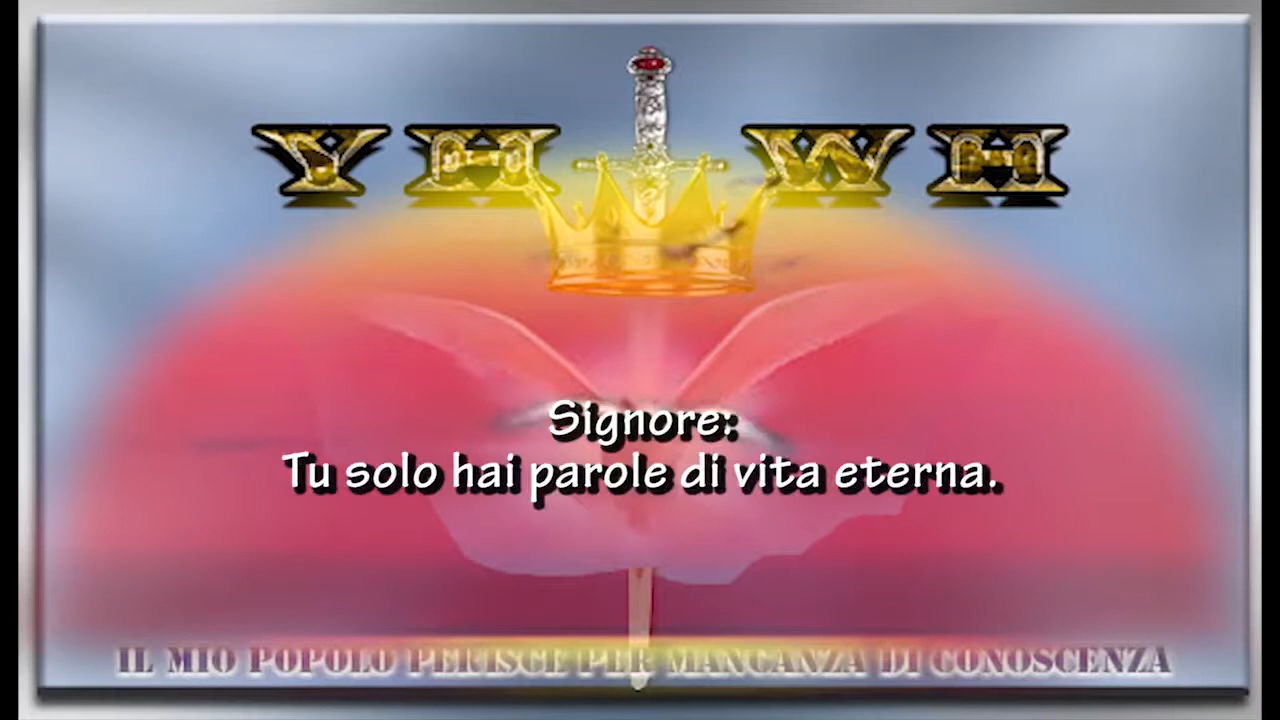 YHWH
Signore:
Tu solo hai parole di vita eterna.
IL MIO POPOLO PERISCE PER MANCANZA DI CONOSCENZA